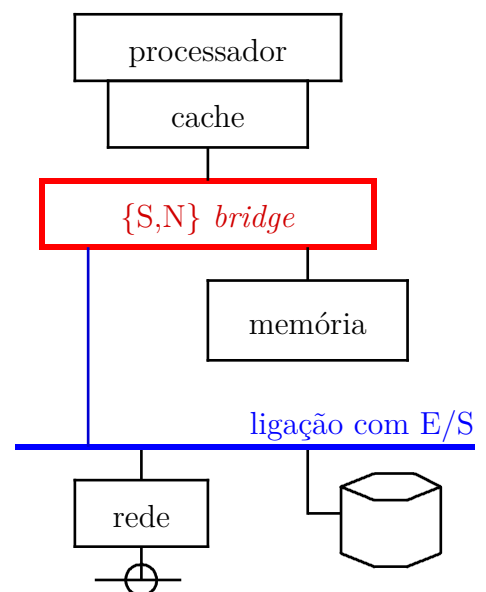 processador
cache
{S,N} bridge
memória
ligação com E/S
rede